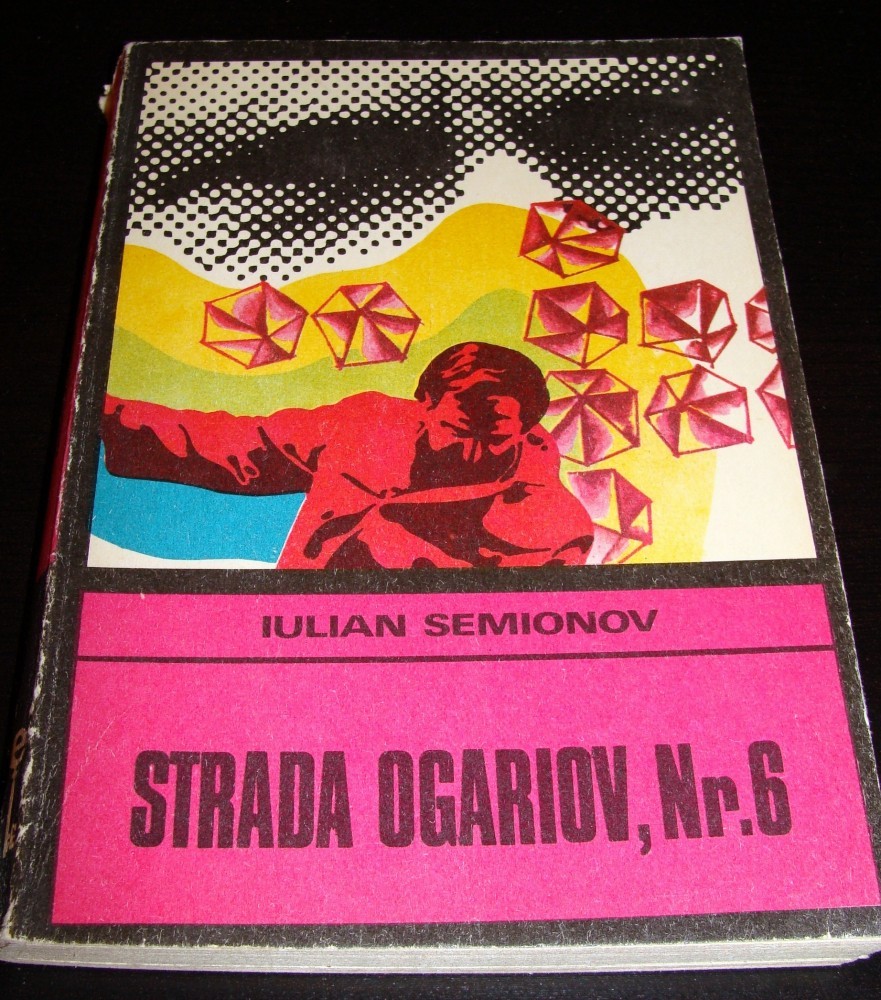 IULIAN SEMIONOV
STRADA OGARIOV, Nr.6